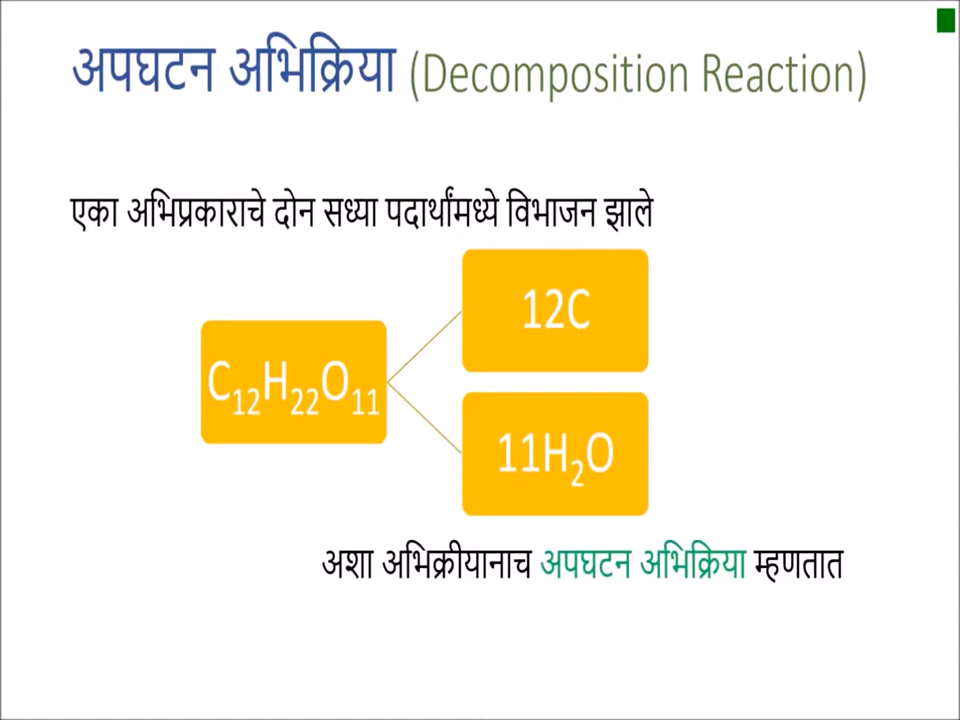 अपघटन अभिक्रिया (Decomposition Reaction)
एका अभिप्रकाराचे दोन सध्या पदार्थांमध्ये विभाजन झाले
12C
C₁₂H₂₂O₁₁
11H₂O
अशा अभिक्रीयानाच अपघटन अभिक्रिया म्हणतात